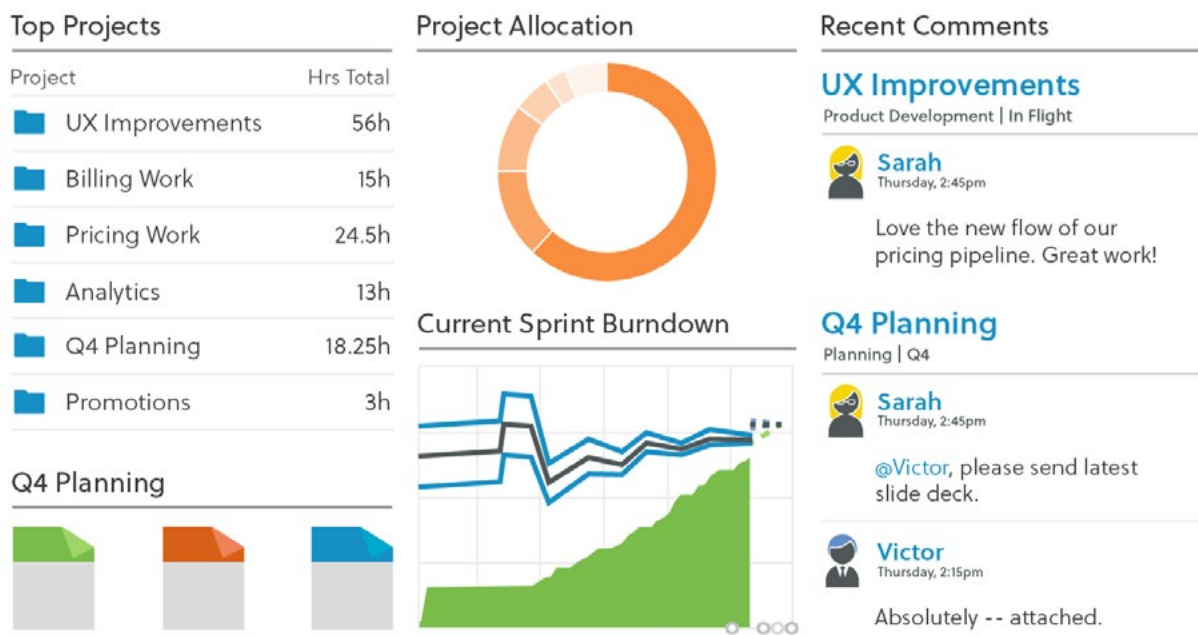 Top Projects
Project Hrs Total
UX Improvements 56h
Billing Work 15h
Pricing Work 24.5h
Analytics 13h
Q4 Planning 18.25h
Promotions 3h
Q4 Planning
Project Allocation
Current Sprint Burndown
Recent Comments
UX Improvements
Product Development | In Flight
Sarah
Thursday, 2:45pm
Love the new flow of our
pricing pipeline. Great work!
Q4 Planning
Planning | Q4
Sarah
Thursday, 2:45pm
@Victor, please send latest
slide deck.
Victor
Thursday, 2:15pm
Absolutely -- attached.